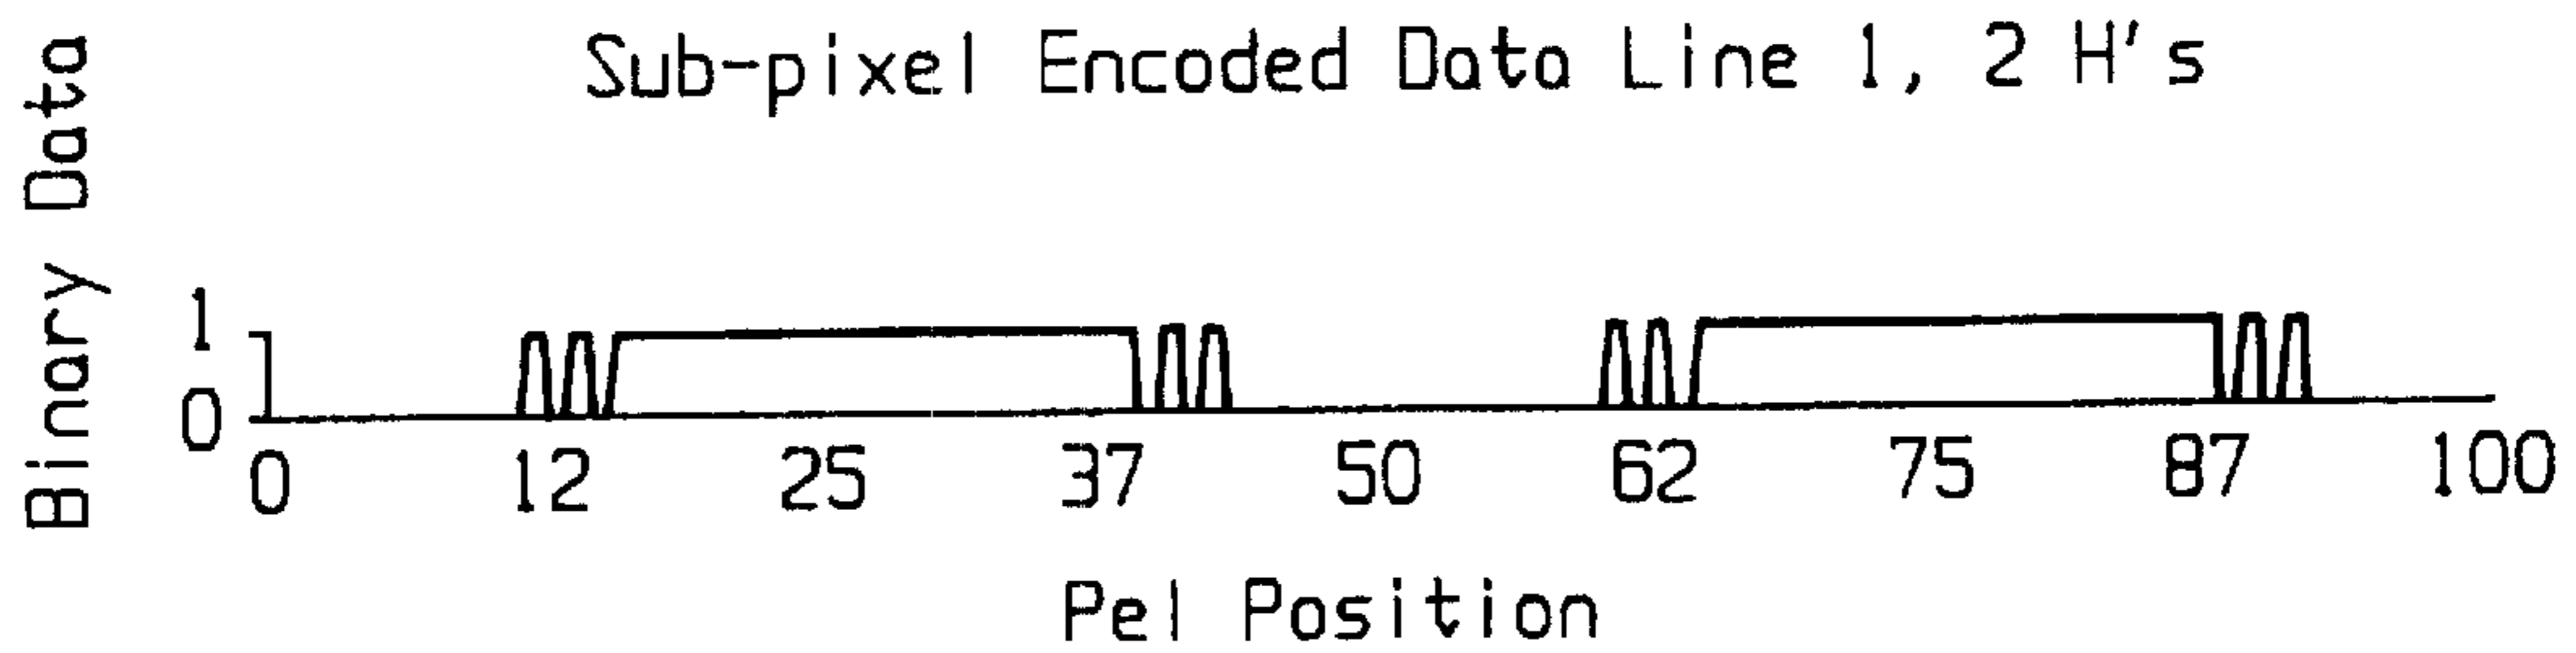 Sub-pixel Encoded Data Line 1, 2 H's
Binary Data
1
0
0 12 25 37 50 62 75 87 100
Pel Position